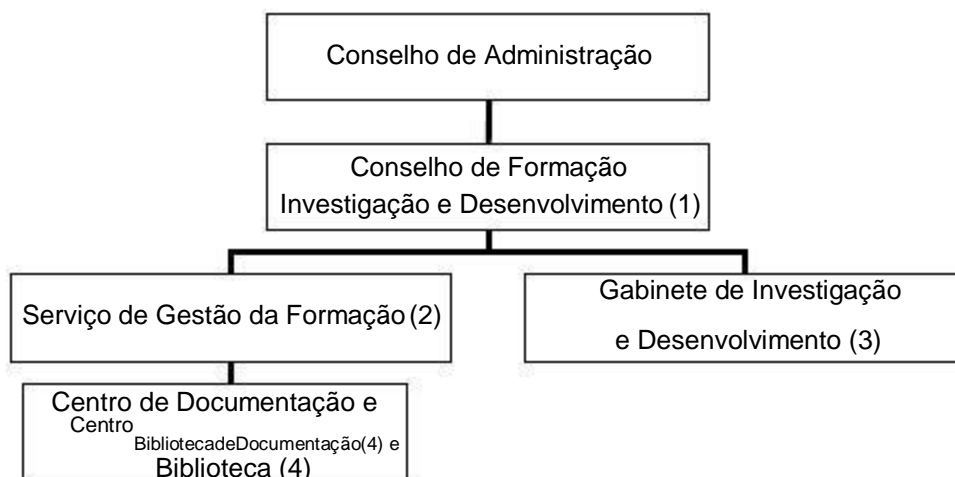 Conselho de Administração
Conselho de Formação
Investigação e Desenvolvimento (1)
Serviço de Gestão da Formação (2)
Gabinete de Investigação
e Desenvolvimento (3)
Centro de Documentação e
Centro
BibliotecadeDocumentação(4) e
Biblioteca (4)